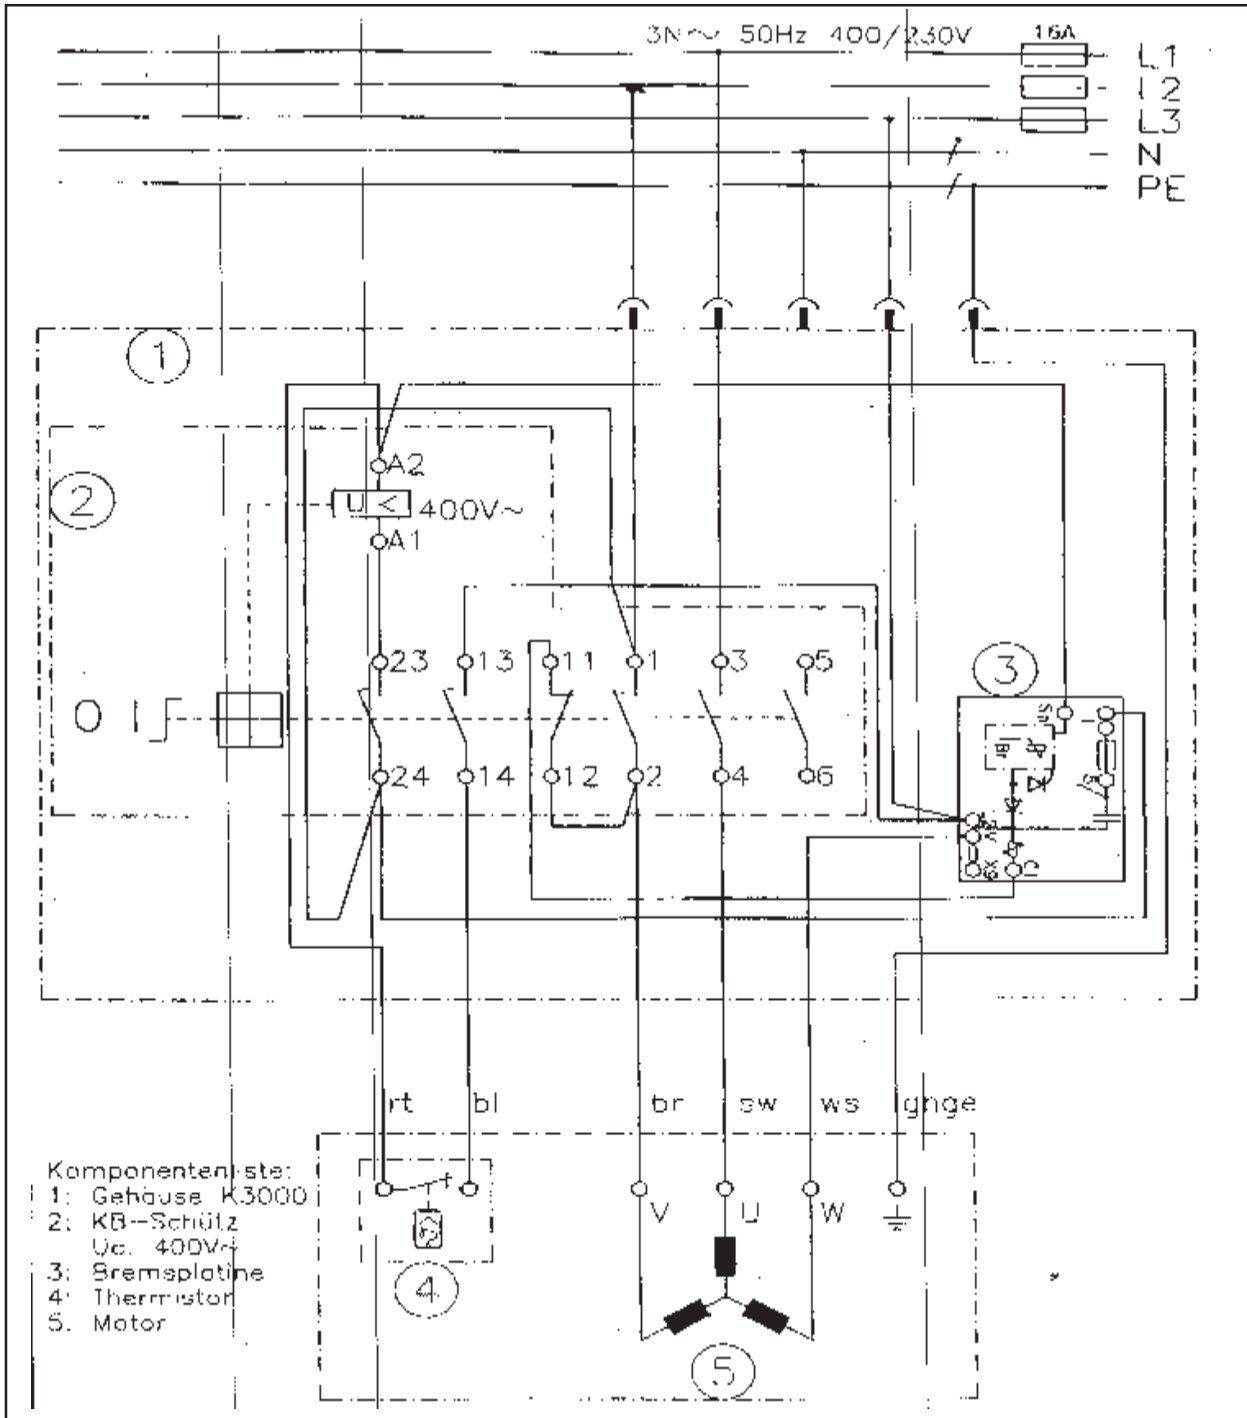 3N~ 50Hz 400/230V
16A
L1
L2
L3
N
PE
1
A2
2
U < 400V~
A1
23 13 11 1 3 5
3
0 I
24 14 12 2 4 6
rt bl br sw ws gnge
Komponentenliste:
1: Gehäuse K3000
2: KB-Schütz
Uc. 400V~
3: Bremsplatine
4: Thermistor
5. Motor
V U W
4
5